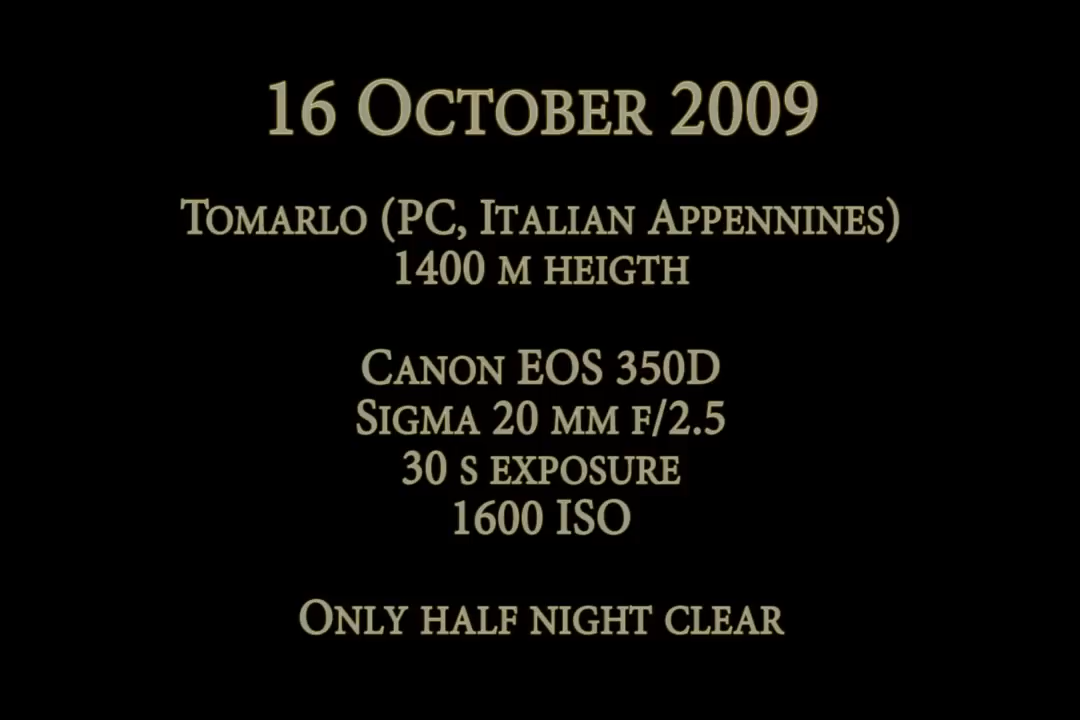 16 October 2009
Tomarlo (PC, Italian Appennines)
1400 m heigth
Canon EOS 350D
Sigma 20 mm f/2.5
30 s exposure
1600 ISO
Only half night clear